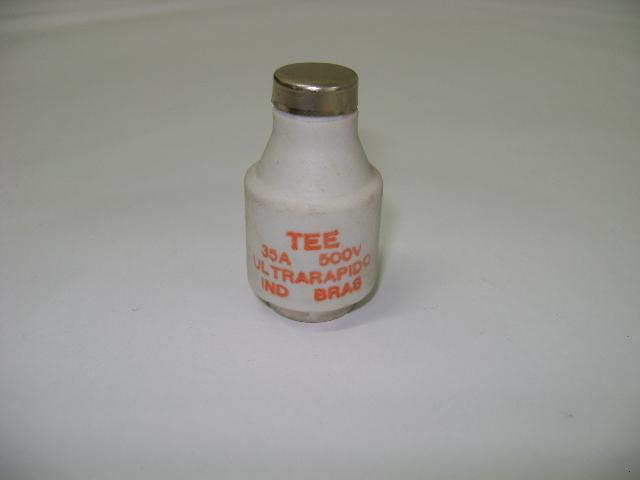 TEE
35A 500V
ULTRARAPIDO
IND BRAS